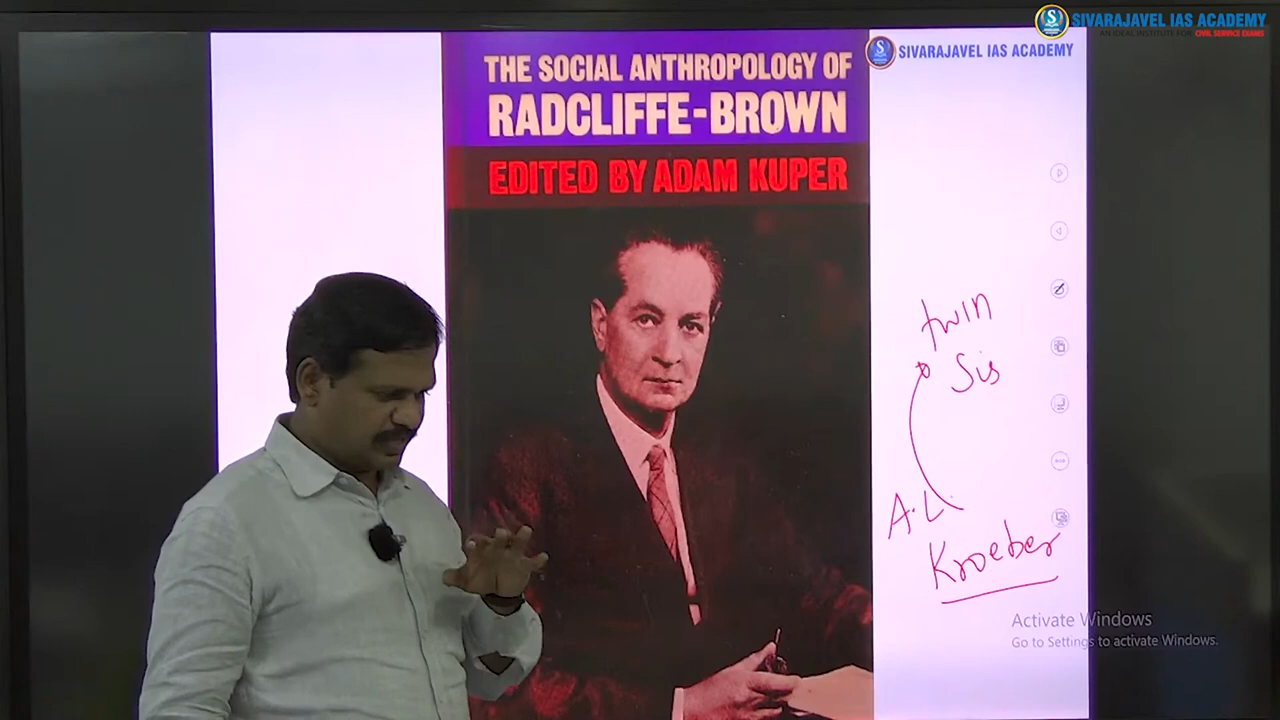 SIVARAJAVEL IAS ACADEMY
AN IDEAL INSTITUTE FOR CIVIL SERVICE EXAMS
SIVARAJAVEL IAS ACADEMY
THE SOCIAL ANTHROPOLOGY OF
RADCLIFFE-BROWN
EDITED BY ADAM KUPER
twin
Sis
A.L.
Kroeber
Activate Windows
Go to Settings to activate Windows.